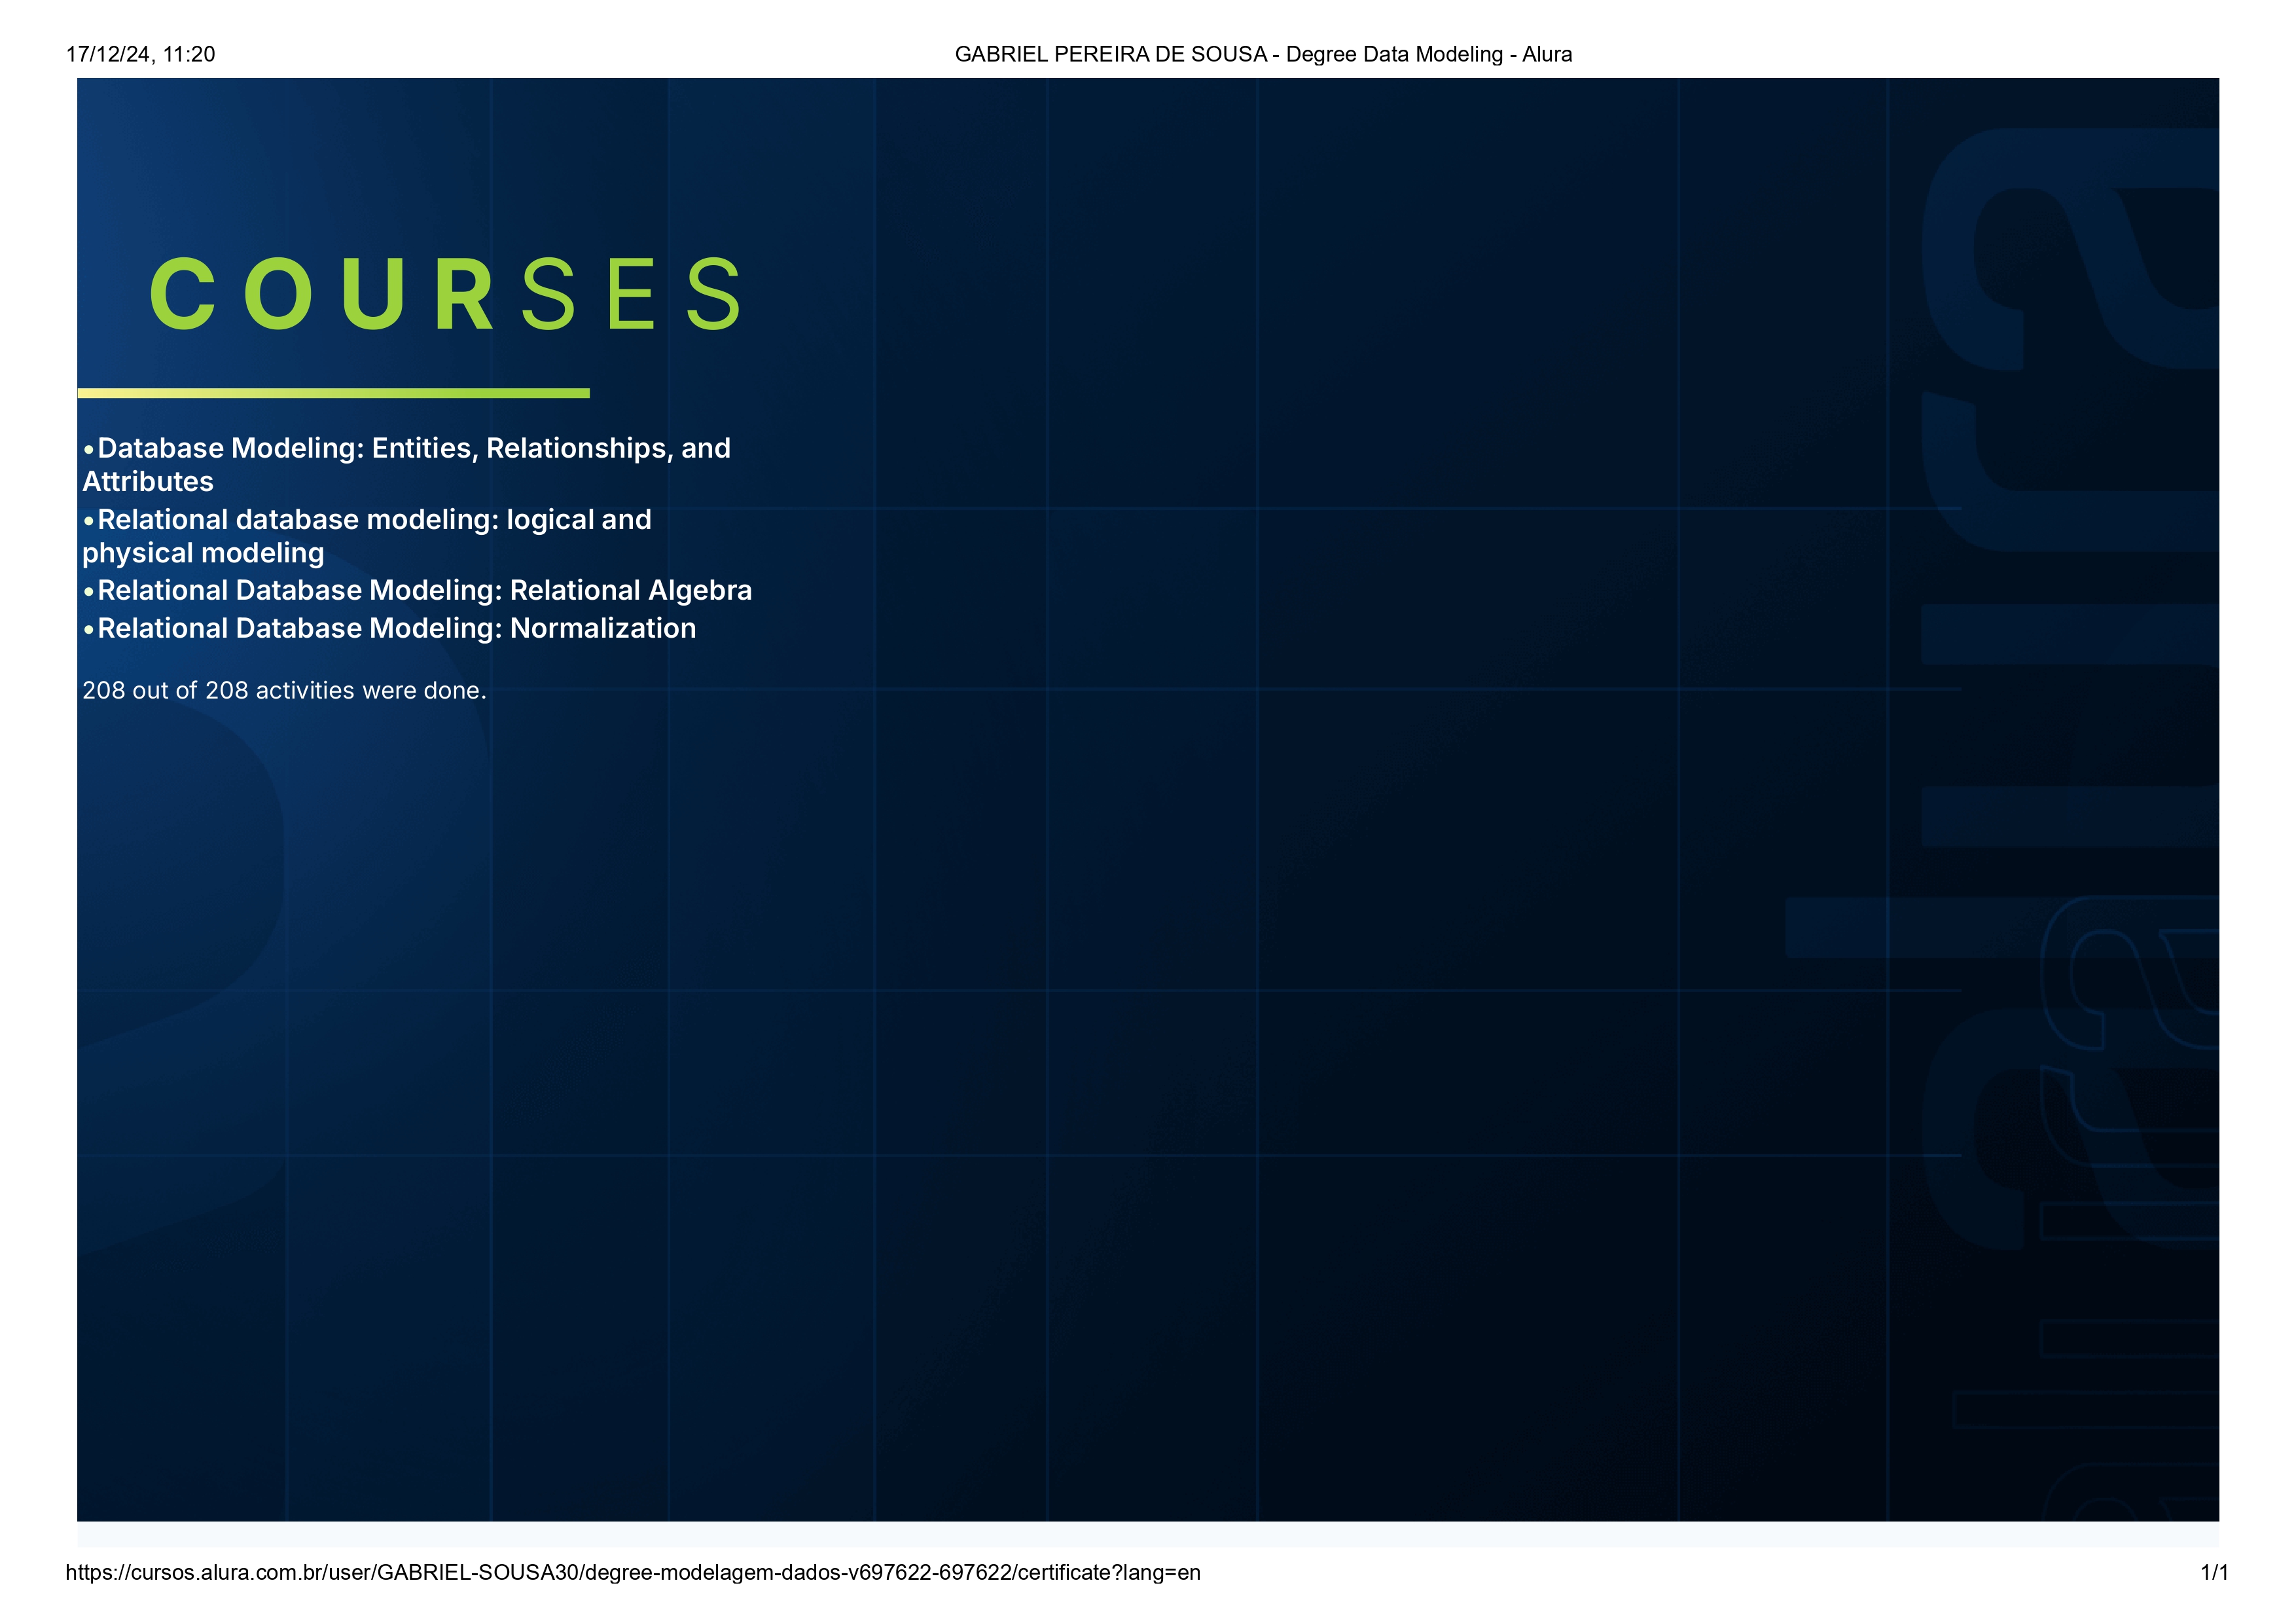 17/12/24, 11:20
GABRIEL PEREIRA DE SOUSA - Degree Data Modeling - Alura
COURSES
•Database Modeling: Entities, Relationships, and
Attributes
•Relational database modeling: logical and
physical modeling
•Relational Database Modeling: Relational Algebra
•Relational Database Modeling: Normalization
208 out of 208 activities were done.
alura
alura
https://cursos.alura.com.br/user/GABRIEL-SOUSA30/degree-modelagem-dados-v697622-697622/certificate?lang=en
1/1